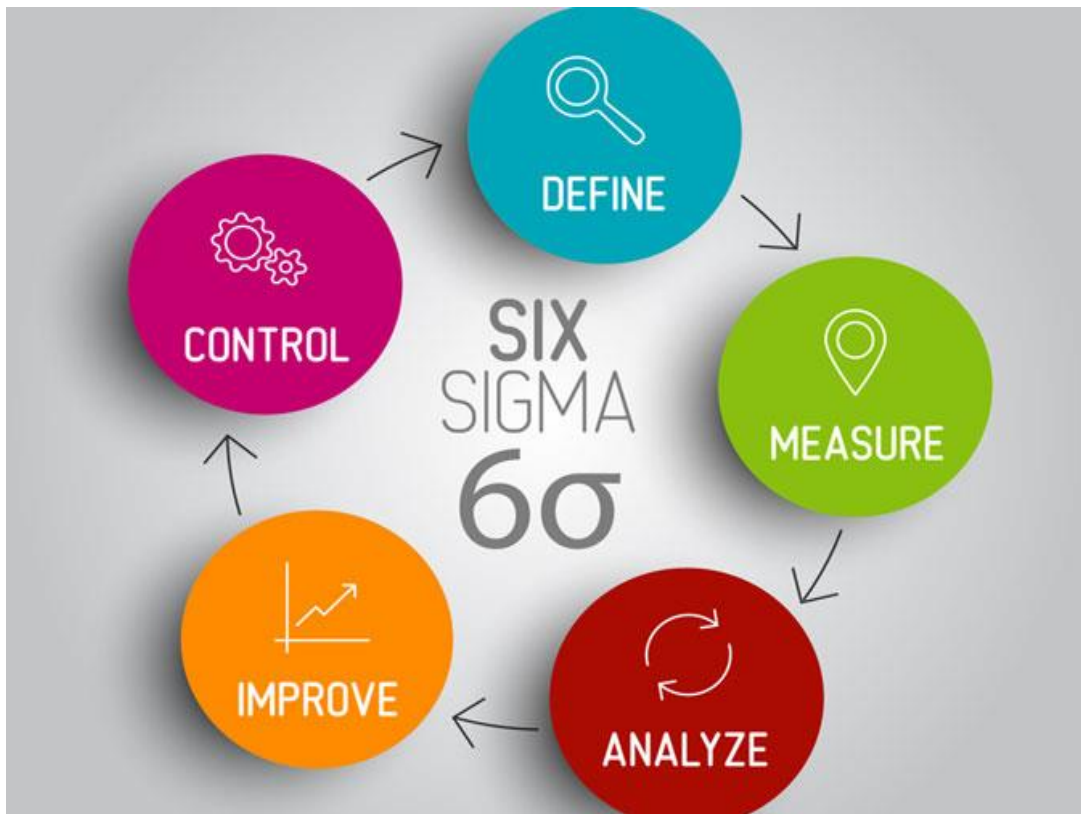 DEFINE
MEASURE
ANALYZE
IMPROVE
CONTROL
SIX
SIGMA
6σ